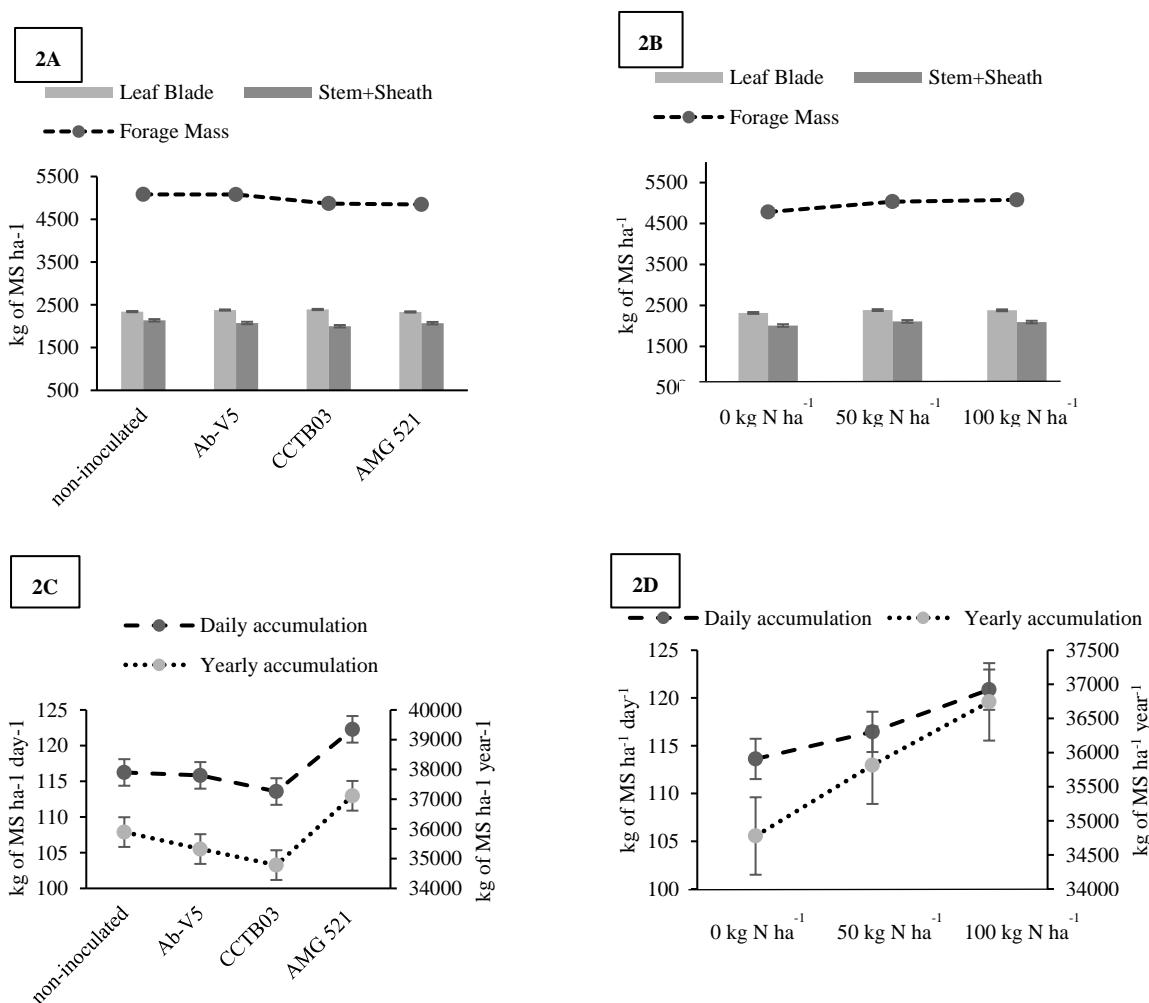 2A
Leaf Blade Stem+Sheath
Forage Mass
kg of MS ha-1
5500
4500
3500
2500
1500
500
non-inoculated Ab-V5 CCTB03 AMG 521
2B
Leaf Blade Stem+Sheath
Forage Mass
kg of MS ha⁻¹
5500
4500
3500
2500
1500
0 kg N ha⁻¹ 50 kg N ha⁻¹ 100 kg N ha⁻¹
2C
Daily accumulation
Yearly accumulation
kg of MS ha-1 day-1
125
120
115
110
105
100
40000
39000
38000
37000
36000
35000
34000
kg of MS ha-1 year-1
non-inoculated Ab-V5 CCTB03 AMG 521
2D
Daily accumulation Yearly accumulation
kg of MS ha⁻¹ day⁻¹
125
120
115
110
105
100
37500
37000
36500
36000
35500
35000
34500
34000
kg of MS ha⁻¹ year⁻¹
0 kg N ha⁻¹ 50 kg N ha⁻¹ 100 kg N ha⁻¹